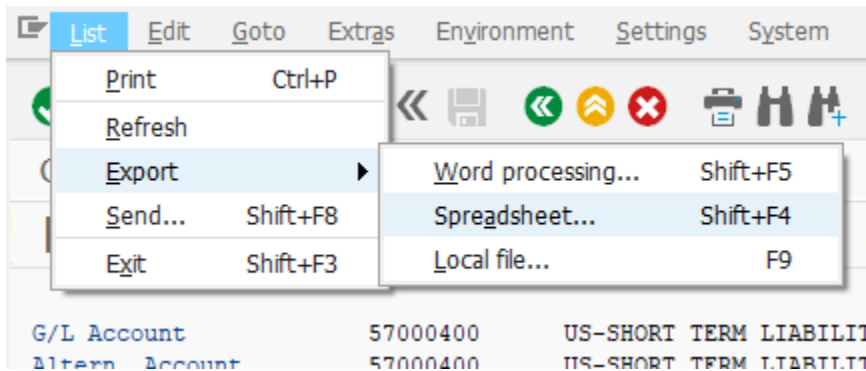 List Edit Goto Extras Environment Settings System
Print Ctrl+P
Refresh
Export
Word processing... Shift+F5
Send... Shift+F8
Spreadsheet... Shift+F4
Exit Shift+F3
Local file... F9
G/L Account 57000400 US-SHORT TERM
Altern. Account 57000400 US-SHORT TERM